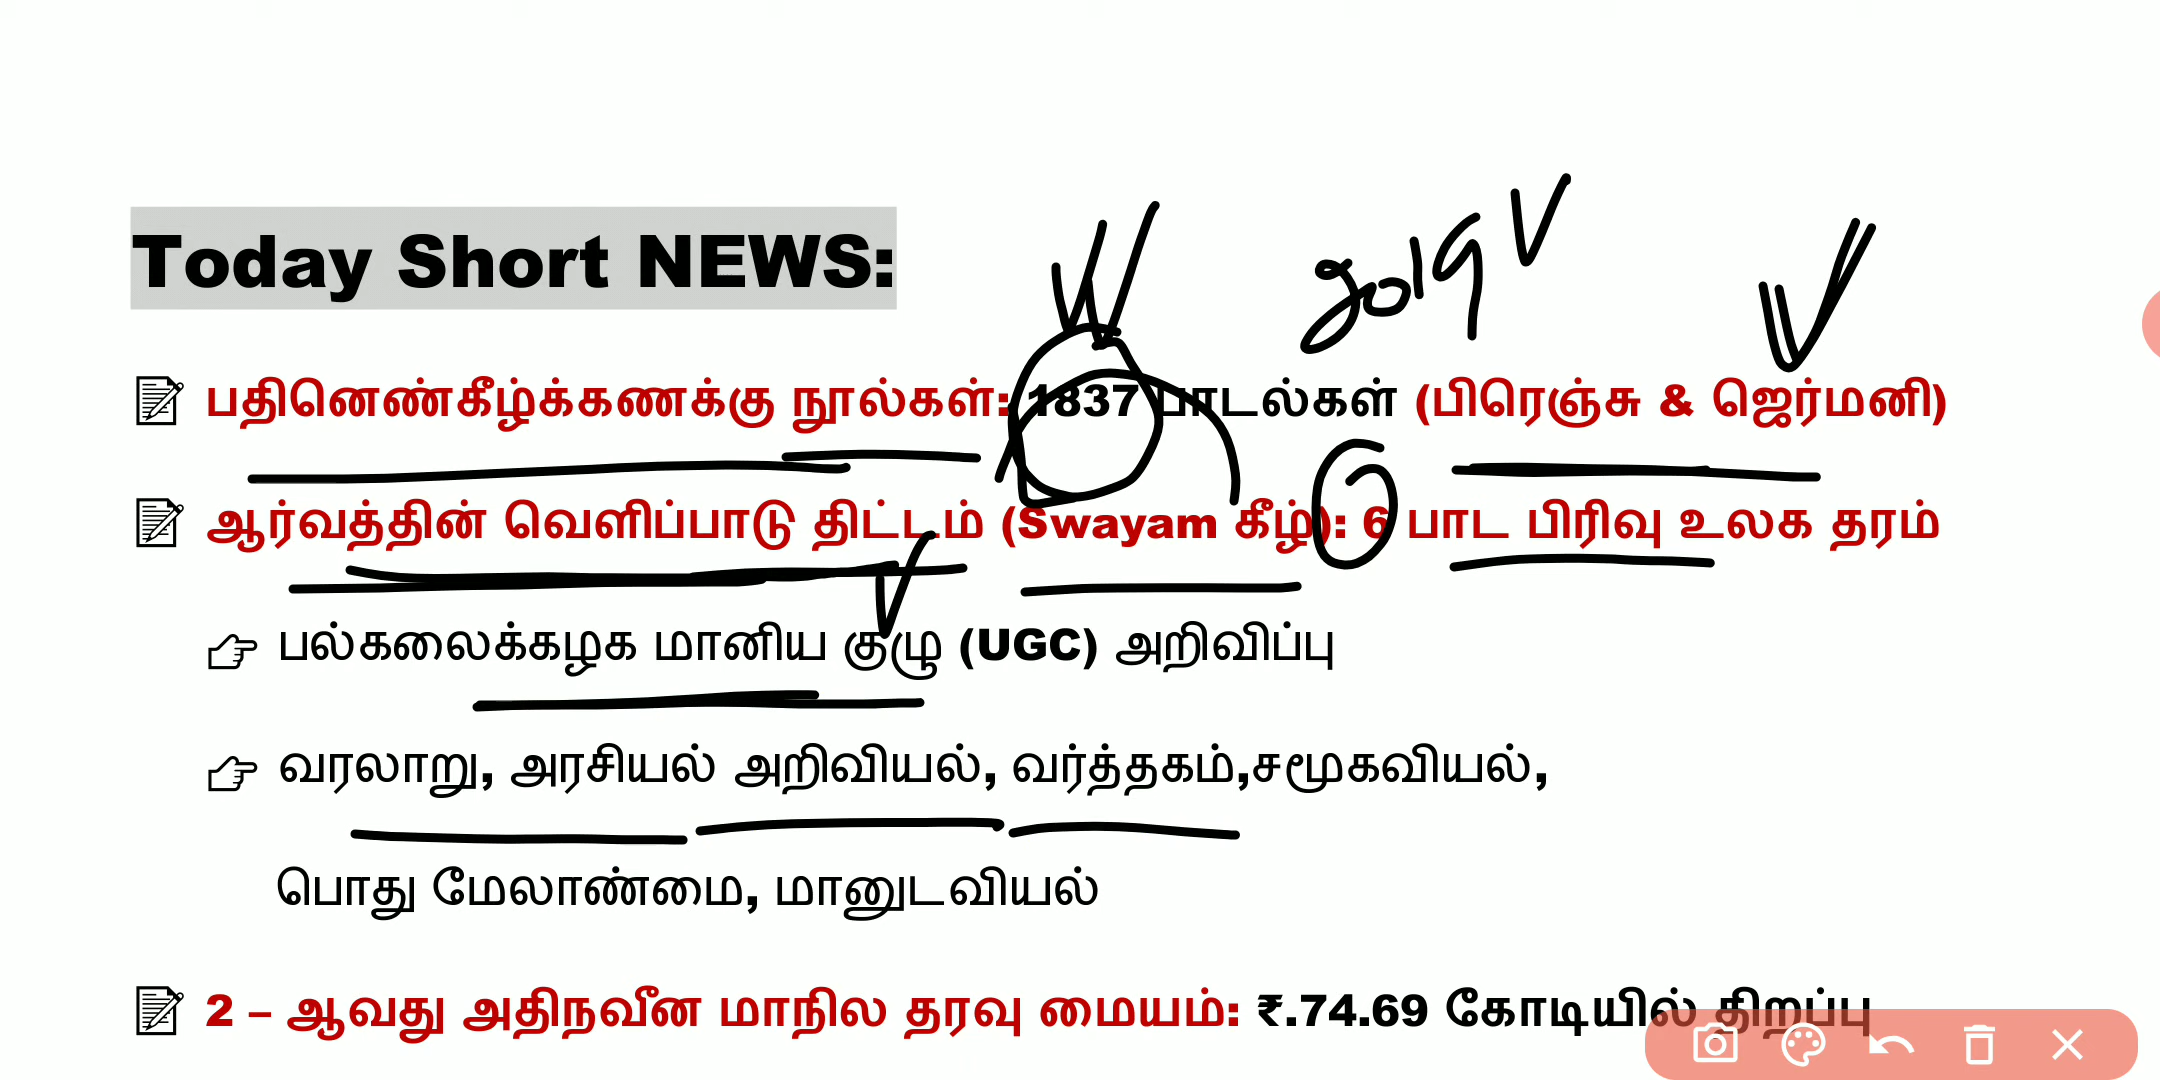 Today Short NEWS:
2019
பதினெண்கீழ்க்கணக்கு நூல்கள்: 1837 பாடல்கள் (பிரெஞ்சு & ஜெர்மனி)
ஆர்வத்தின் வெளிப்பாடு திட்டம் (Swayam கீழ்): 6 பாட பிரிவு உலக தரம்
பல்கலைக்கழக மானிய குழு (UGC) அறிவிப்பு
வரலாறு, அரசியல் அறிவியல், வர்த்தகம்,சமூகவியல்,
பொது மேலாண்மை, மானுடவியல்
2 – ஆவது அதிநவீன மாநில தரவு மையம்: ₹.74.69 கோடியில் திறப்பு